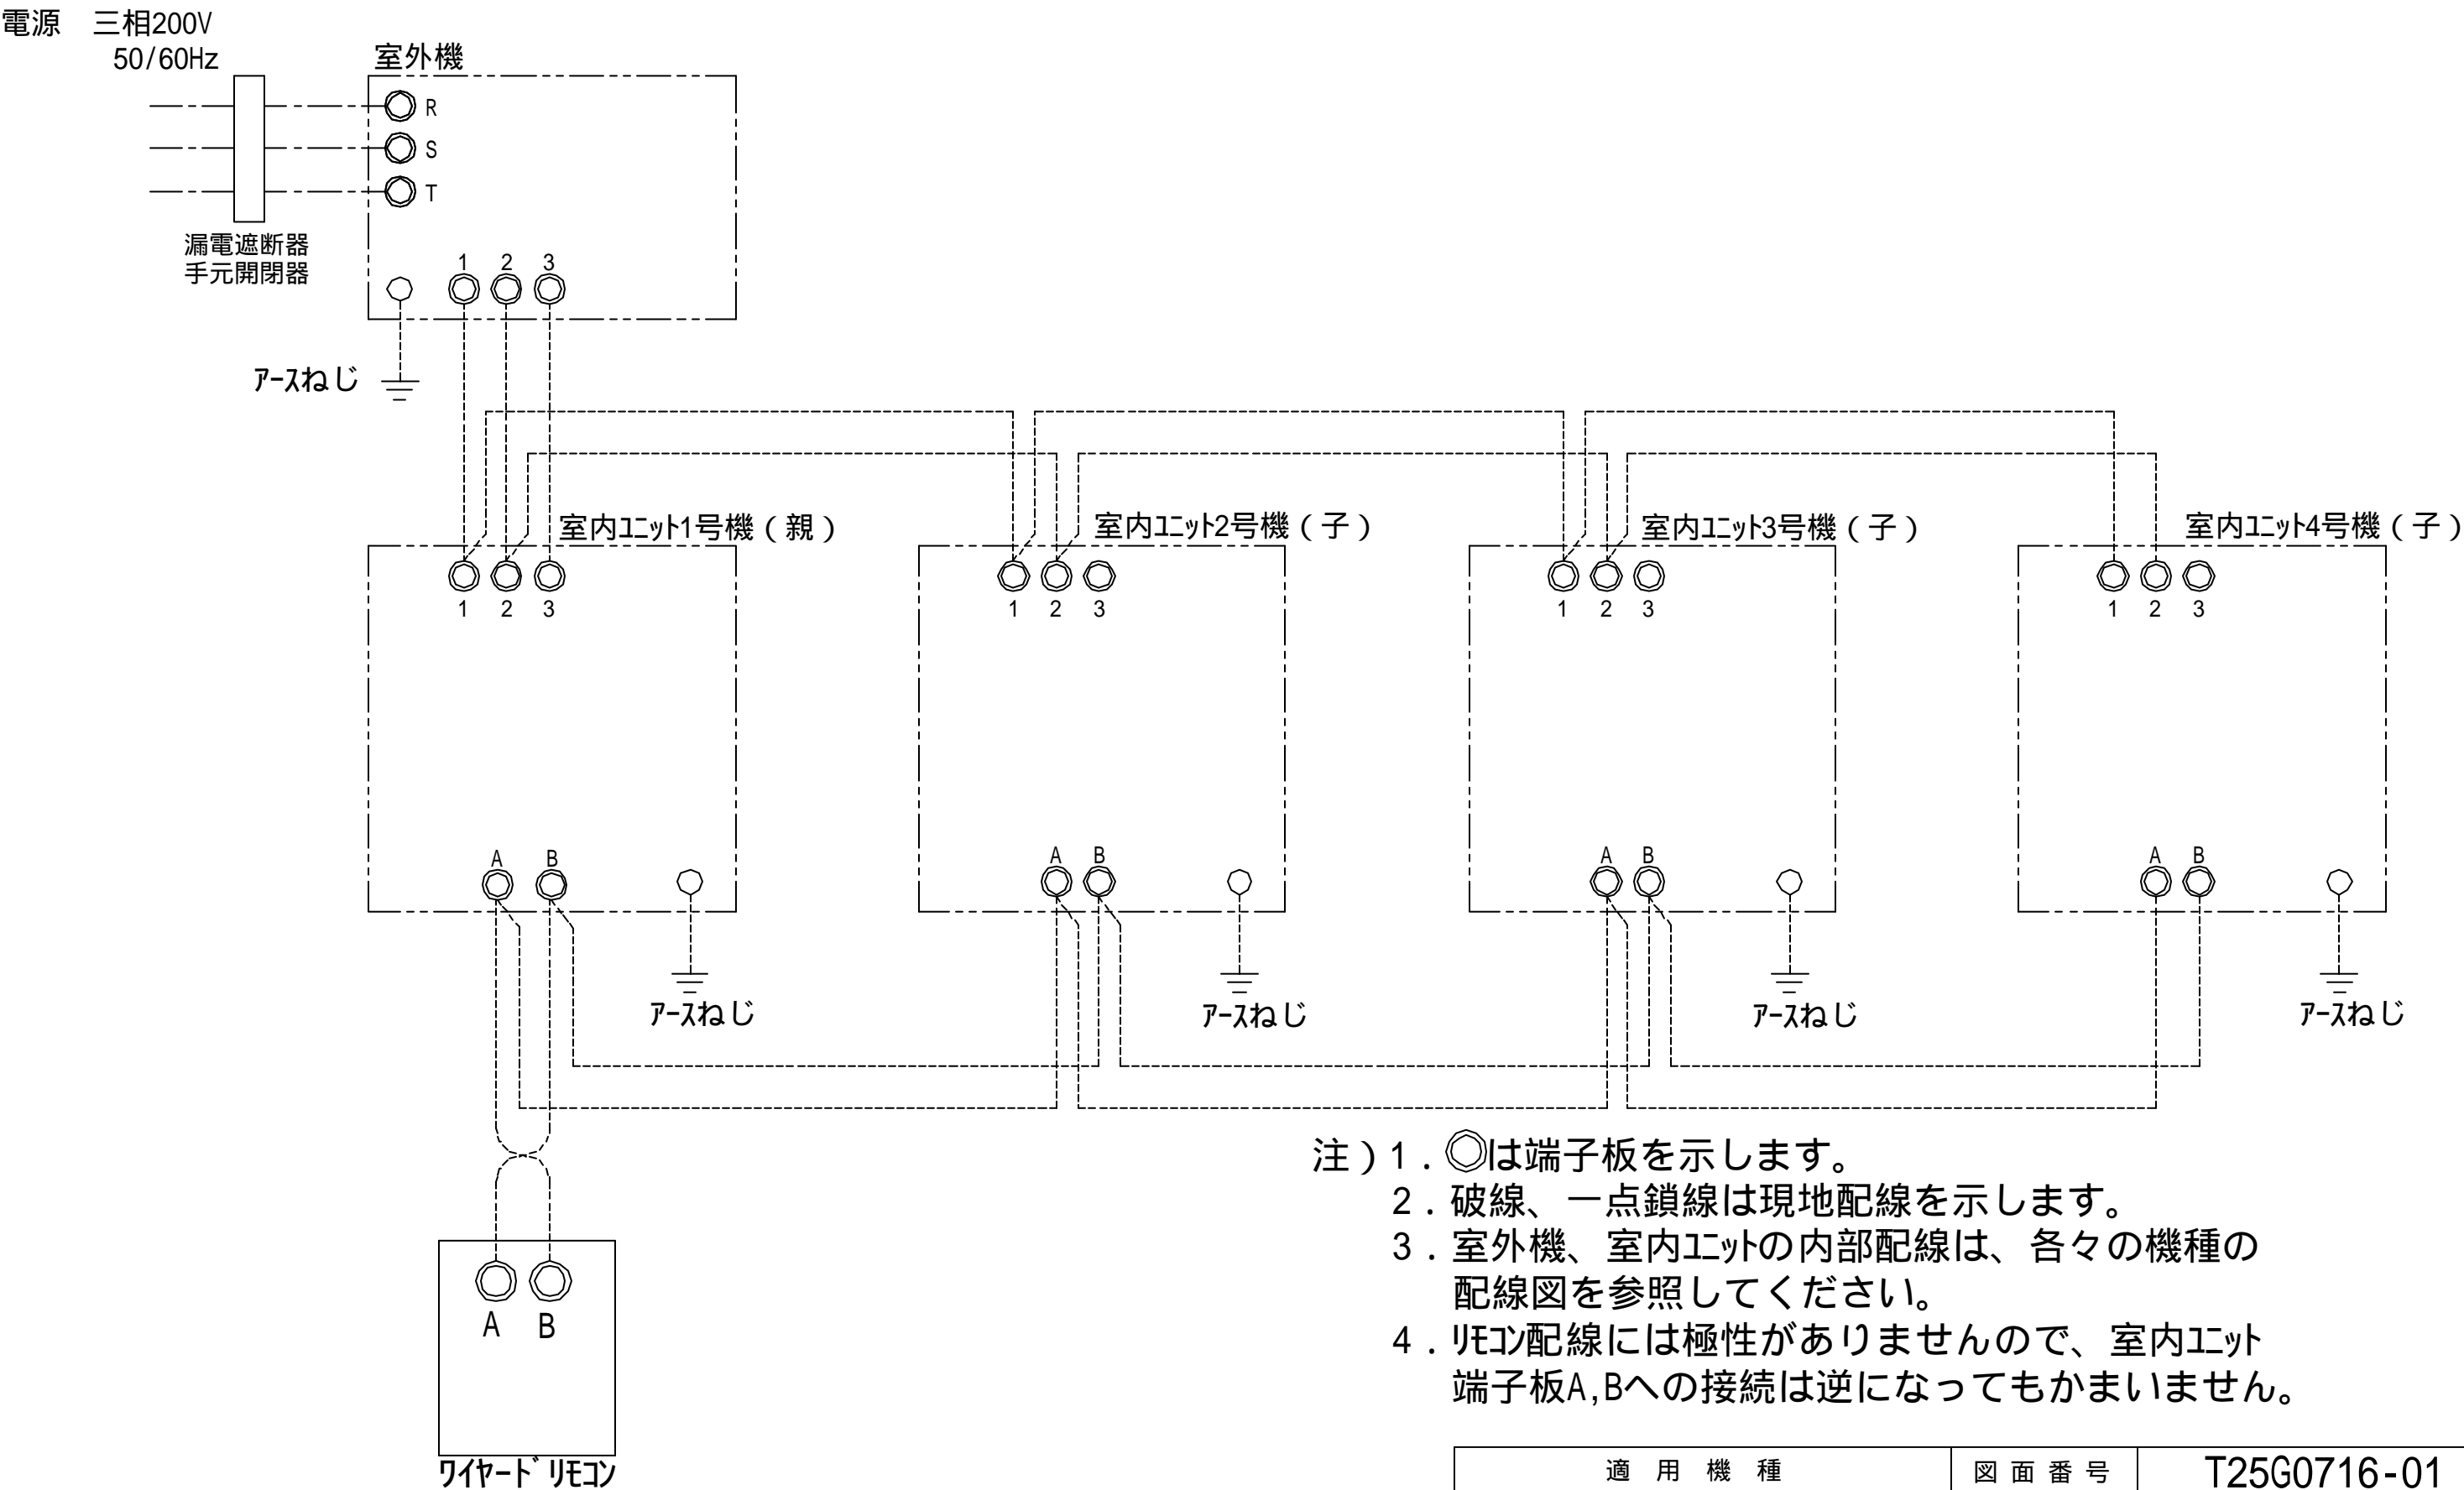 電源　三相200V
50/60Hz
室外機
R
S
T
漏電遮断器
手元開閉器
1 2 3
ｱｰｽねじ
室内ﾕﾆｯﾄ1号機（親）
室内ﾕﾆｯﾄ2号機（子）
室内ﾕﾆｯﾄ3号機（子）
室内ﾕﾆｯﾄ4号機（子）
1 2 3
1 2 3
1 2 3
1 2 3
A B
A B
A B
A B
ｱｰｽねじ
ｱｰｽねじ
ｱｰｽねじ
ｱｰｽねじ
A B
ﾜｲﾔｰﾄﾞﾘﾓｺﾝ
注）1．◎は端子板を示します。
2．破線、一点鎖線は現地配線を示します。
3．室外機、室内ﾕﾆｯﾄの内部配線は、各々の機種の
配線図を参照してください。
4．ﾘﾓｺﾝ配線には極性がありませんので、室内ﾕﾆｯﾄ
端子板A,Bへの接続は逆になってもかまいません。
適用機種 図面番号 T25G0716-01